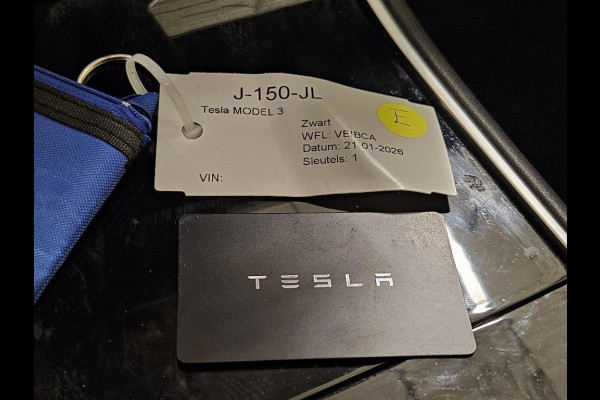 J-150-JL
Tesla MODEL 3
Zwart
WFL: VEIBCA
Datum: 21-01-2026
Sleutels: 1
VIN:
E
TESLA